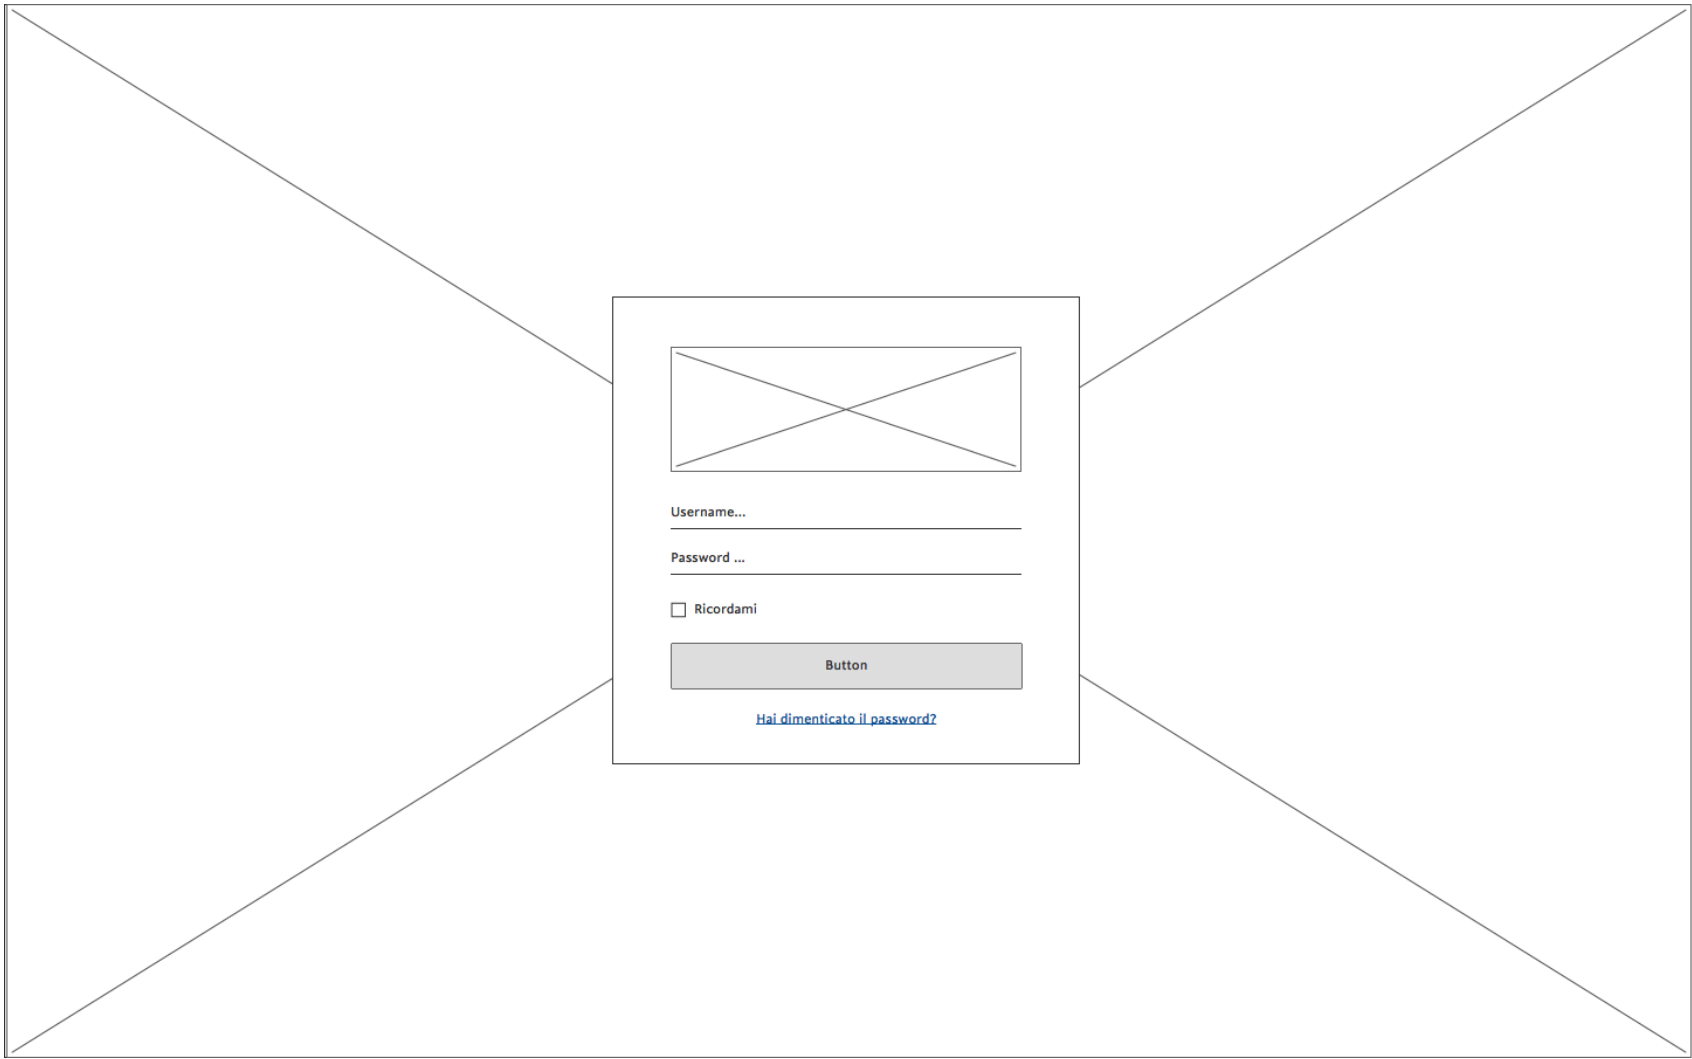 Username...
Password ...
Ricordami
Button
Hai dimenticato il password?